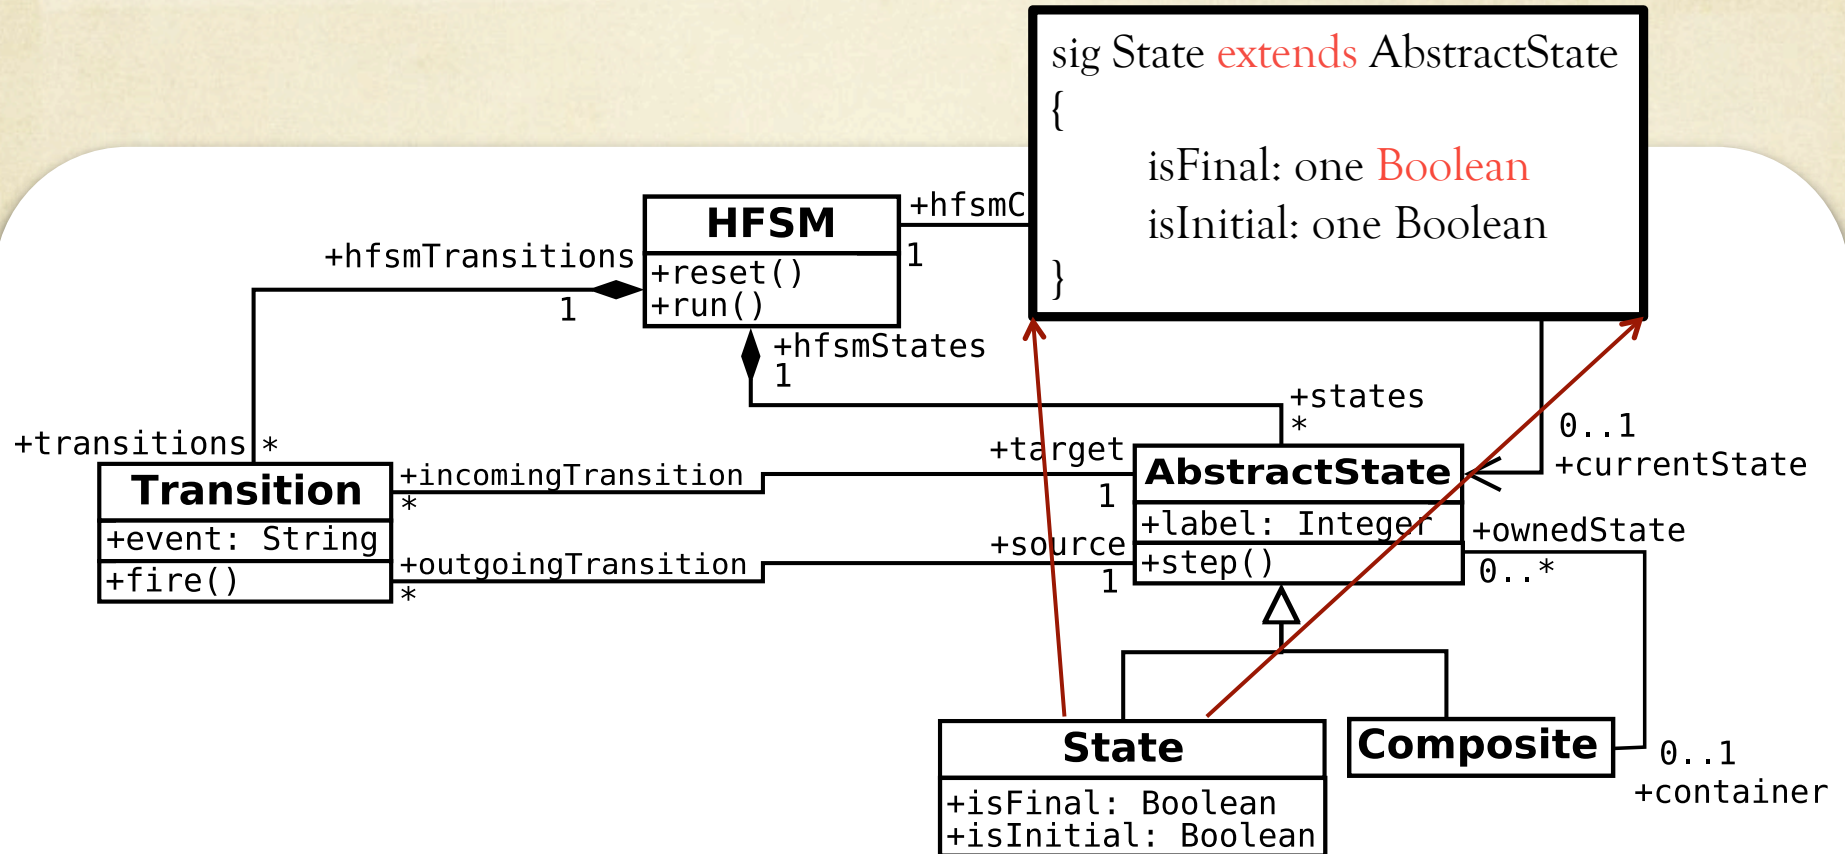 sig State extends AbstractState
{
isFinal: one Boolean
isInitial: one Boolean
}
HFSM
+reset()
+run()
+hfsmC
1
+hfsmTransitions
1
+hfsmStates
1
+states
*
0..1
+currentState
+transitions
*
Transition
+event: String
+fire()
+incomingTransition
*
+target
1
+outgoingTransition
*
+source
1
AbstractState
+label: Integer
+step()
+ownedState
0..*
State
+isFinal: Boolean
+isInitial: Boolean
Composite
0..1
+container